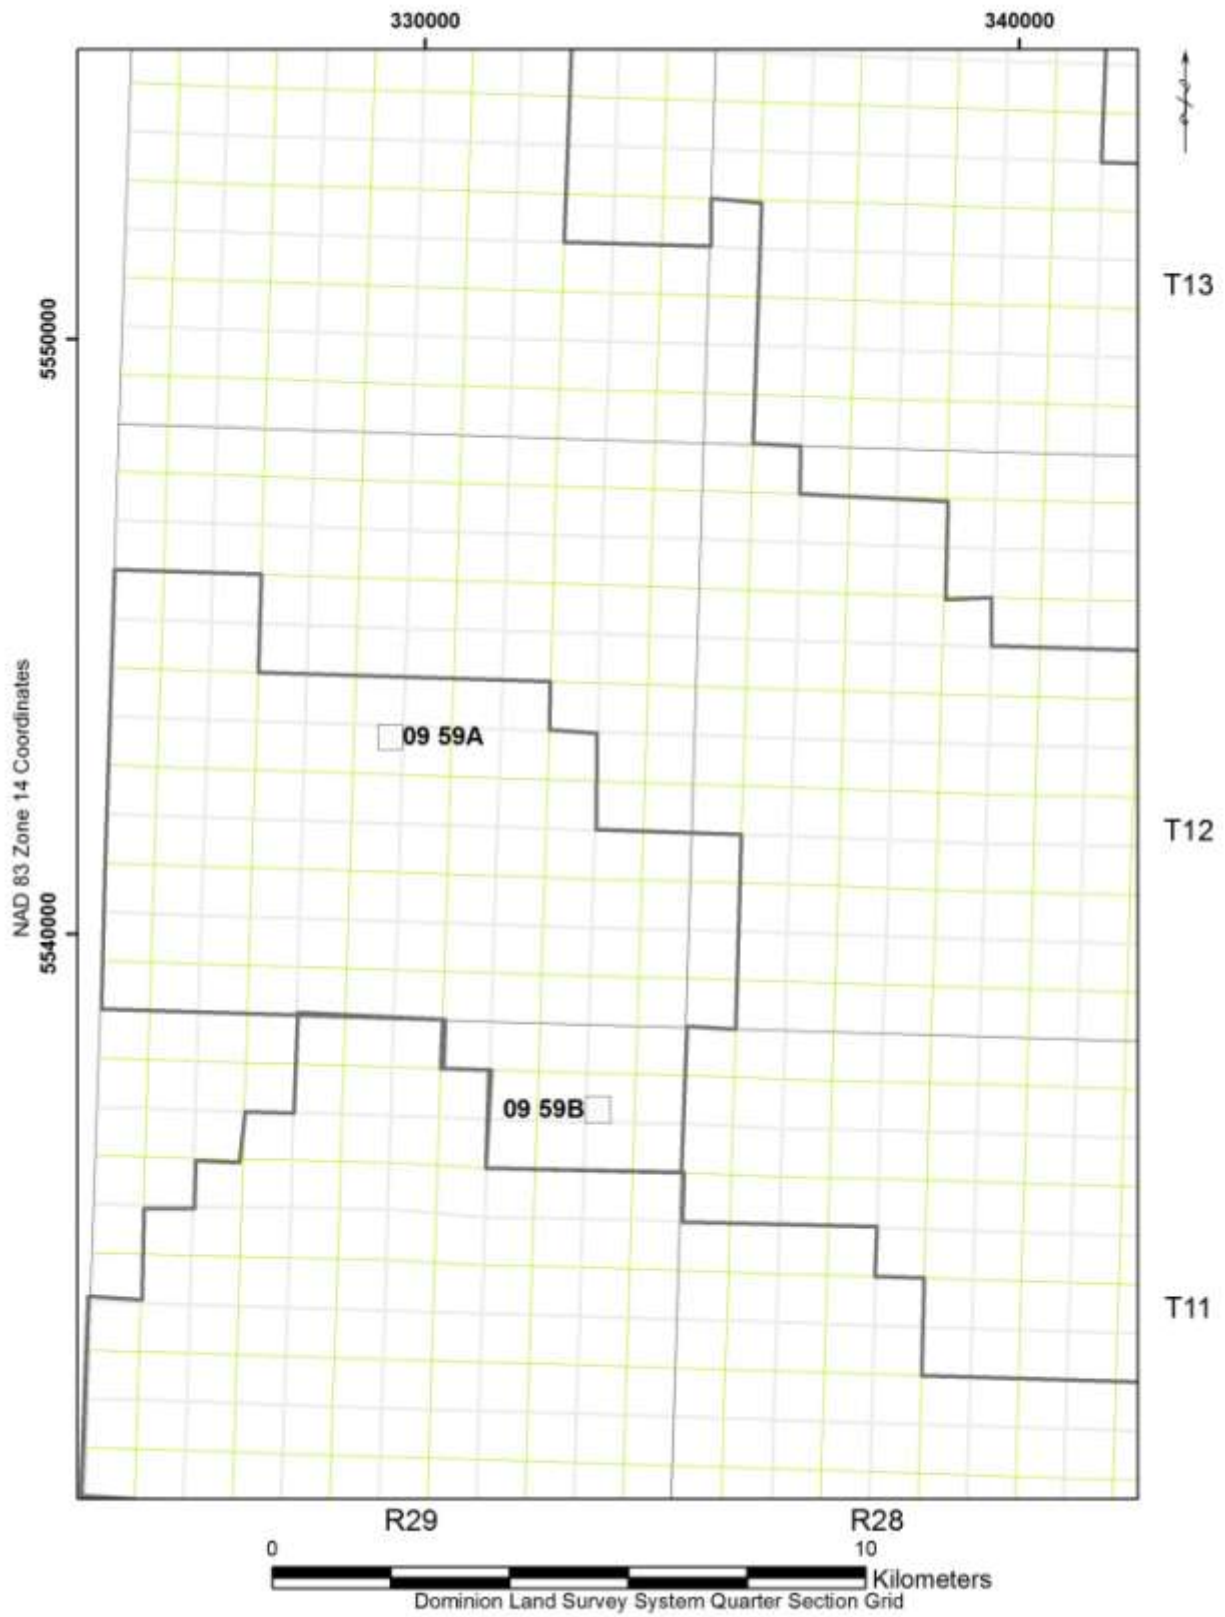 330000
340000
T13
5550000
NAD 83 Zone 14 Coordinates
09 59A
T12
5540000
09 59B
T11
R29
R28
0
10
Kilometers
Dominion Land Survey System Quarter Section Grid